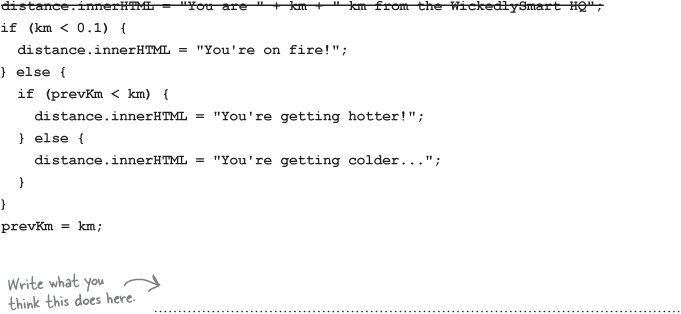 distance.innerHTML = "You are " + km + " km from the WickedlySmart HQ";
if (km < 0.1) {
distance.innerHTML = "You're on fire!";
} else {
if (prevKm < km) {
distance.innerHTML = "You're getting hotter!";
} else {
distance.innerHTML = "You're getting colder...";
}
}
prevKm = km;
Write what you
think this does here.